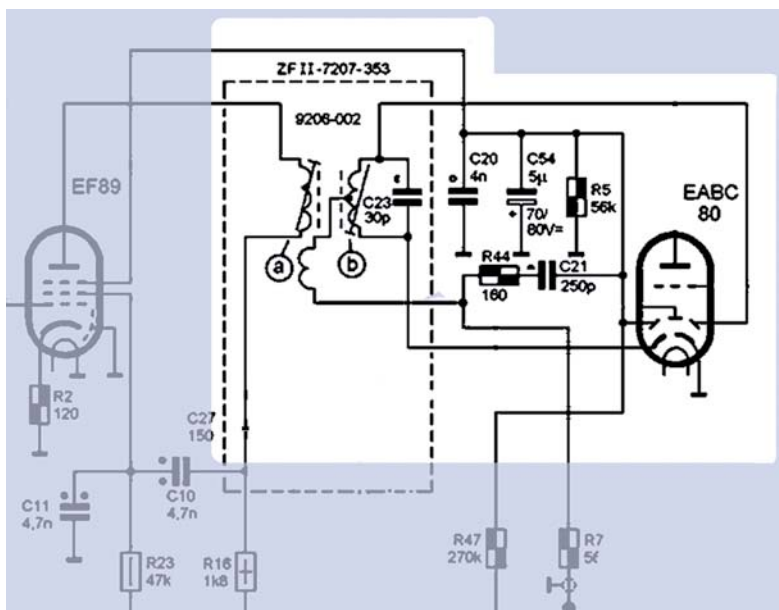 ZF II-7207-353
9206-002
EF89
C20
4n
C54
5µ
R5
56k
EABC
80
C23
30p
70/
80V=
+
a
b
R44
160
C21
250p
R2
120
C27
150
C11
4,7n
C10
4,7n
R23
47k
R16
1k8
R47
270k
R7